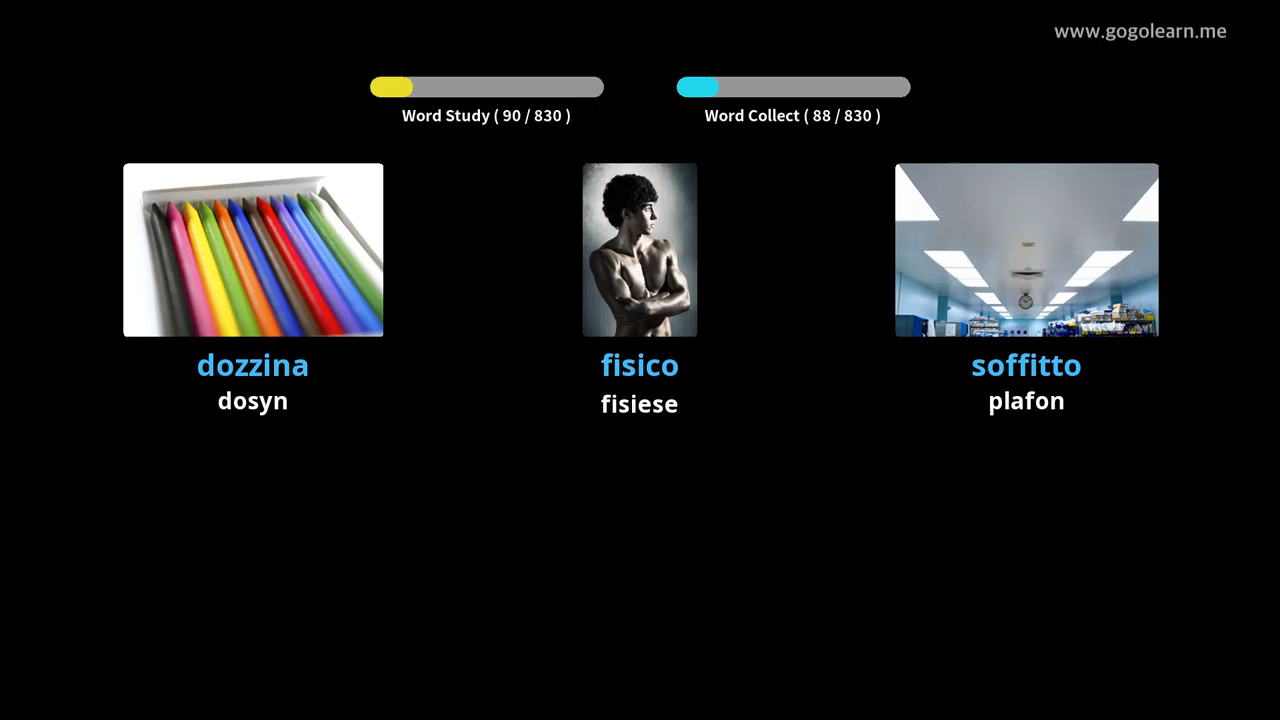 www.gogolearn.me
Word Study ( 90 / 830 )
Word Collect ( 88 / 830 )
dozzina
dosyn
fisico
fisiese
soffitto
plafon